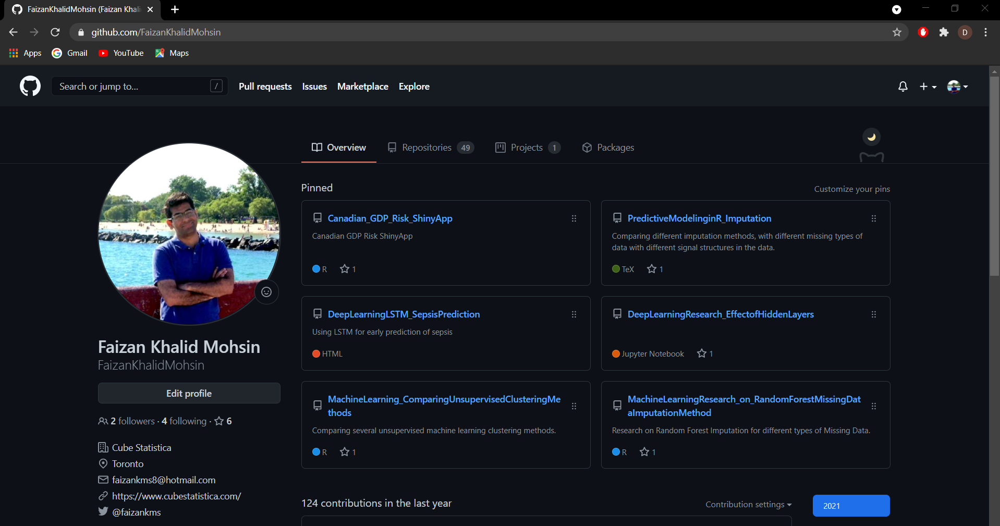 FaizanKhalidMohsin (Faizan Khali
github.com/FaizanKhalidMohsin
D
Apps
Gmail
YouTube
Maps
Search or jump to...
/
Pull requests
Issues
Marketplace
Explore
Overview
Repositories 49
Projects 1
Packages
Faizan Khalid Mohsin
FaizanKhalidMohsin
Edit profile
2 followers · 4 following · 6
Cube Statistica
Toronto
faizankms8@hotmail.com
https://www.cubestatistica.com/
@faizankms
Pinned
Customize your pins
Canadian_GDP_Risk_ShinyApp
Canadian GDP Risk ShinyApp
R 1
PredictiveModelinginR_Imputation
Comparing different imputation methods, with different missing types of
data with different signal structures in the data.
TeX 1
DeepLearningLSTM_SepsisPrediction
Using LSTM for early prediction of sepsis
HTML
DeepLearningResearch_EffectofHiddenLayers
Jupyter Notebook 1
MachineLearning_ComparingUnsupervisedClusteringMe
thods
Comparing several unsupervised machine learning clustering methods.
R 1
MachineLearningResearch_on_RandomForestMissingDat
aImputationMethod
Research on Random Forest Imputation for different types of Missing Data.
R 1
124 contributions in the last year
Contribution settings
2021